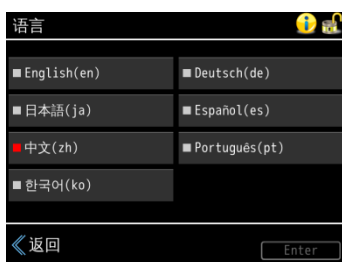 语言
English(en)
Deutsch(de)
日本語(ja)
Español(es)
中文(zh)
Português(pt)
한국어(ko)
返回
Enter